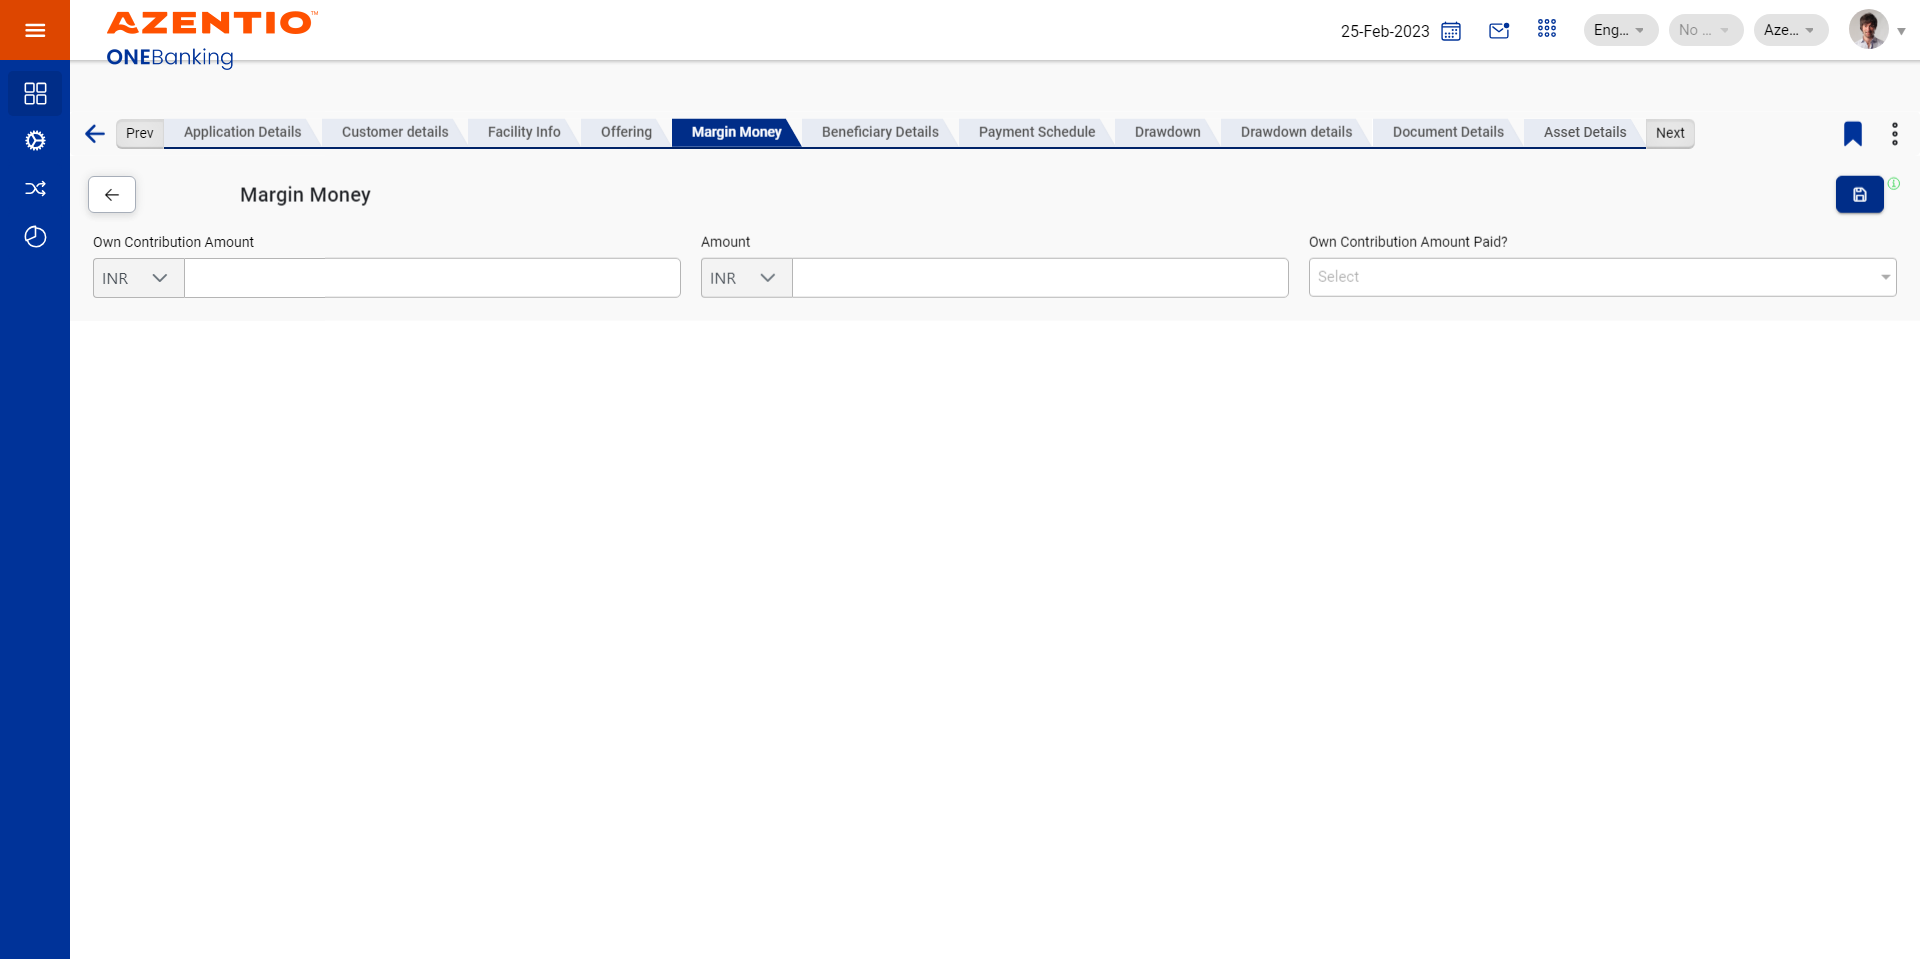 AZENTIO™
ONEBanking
25-Feb-2023
Eng...
No ...
Aze...
Prev
Application Details
Customer details
Facility Info
Offering
Margin Money
Beneficiary Details
Payment Schedule
Drawdown
Drawdown details
Document Details
Asset Details
Next
Margin Money
Own Contribution Amount
Amount
Own Contribution Amount Paid?
INR
INR
Select